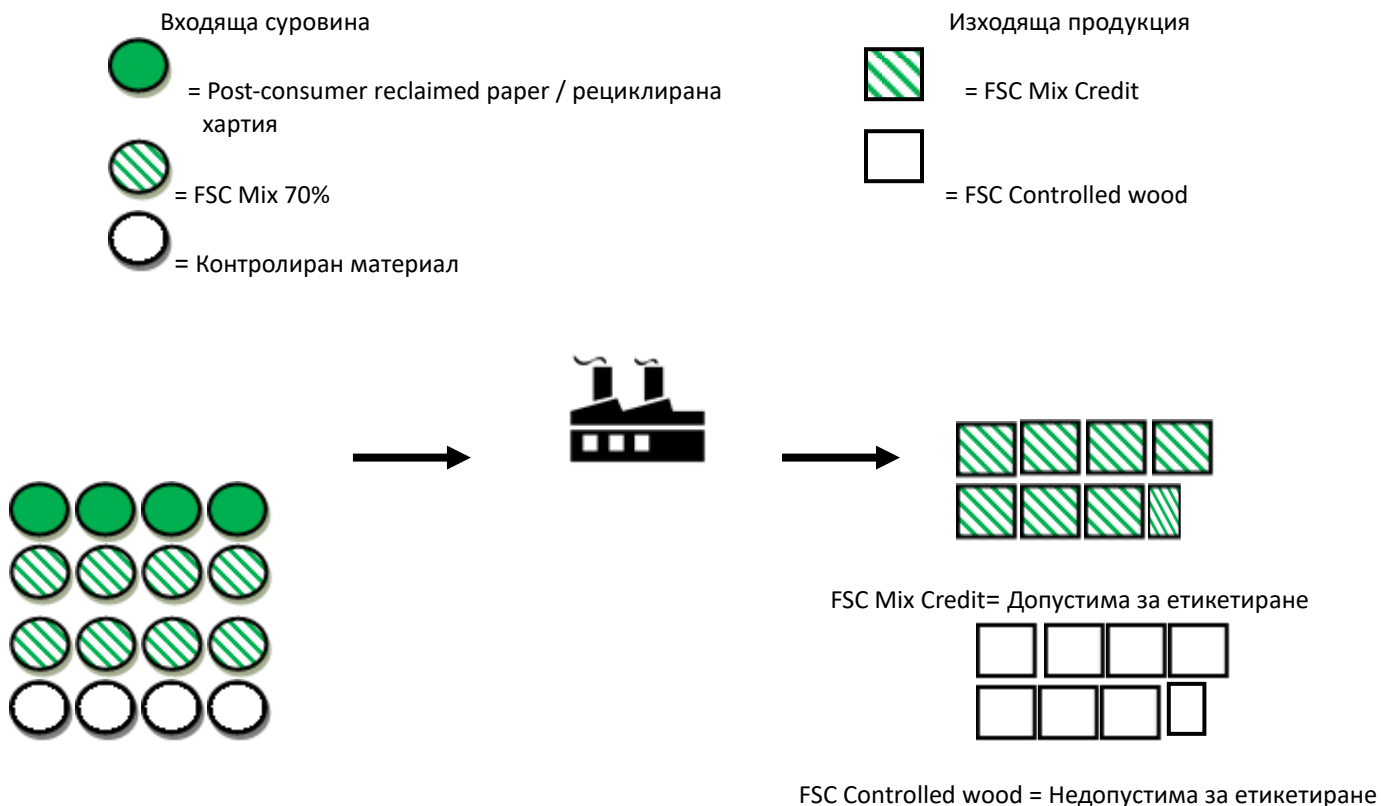 Входяща суровина
= Post-consumer reclaimed paper / рециклирана
хартия
= FSC Mix 70%
= Контролиран материал
Изходяща продукция
= FSC Mix Credit
= FSC Controlled wood
FSC Mix Credit= Допустима за етикетиране
FSC Controlled wood = Недопустима за етикетиране